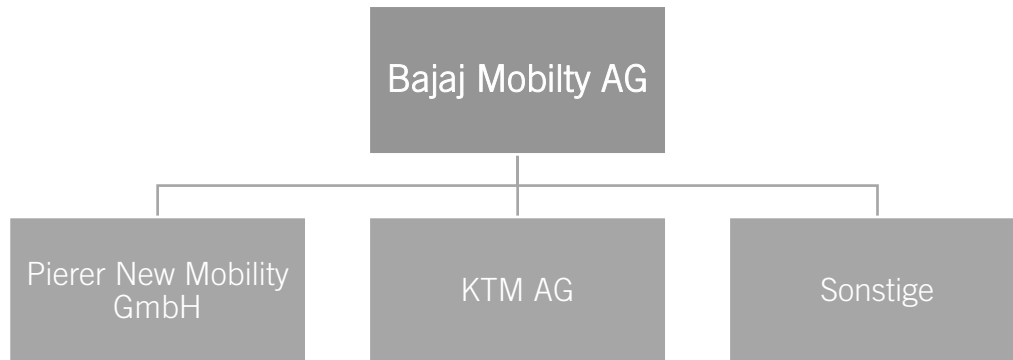 Bajaj Mobilty AG
Pierer New Mobility
GmbH
KTM AG
Sonstige